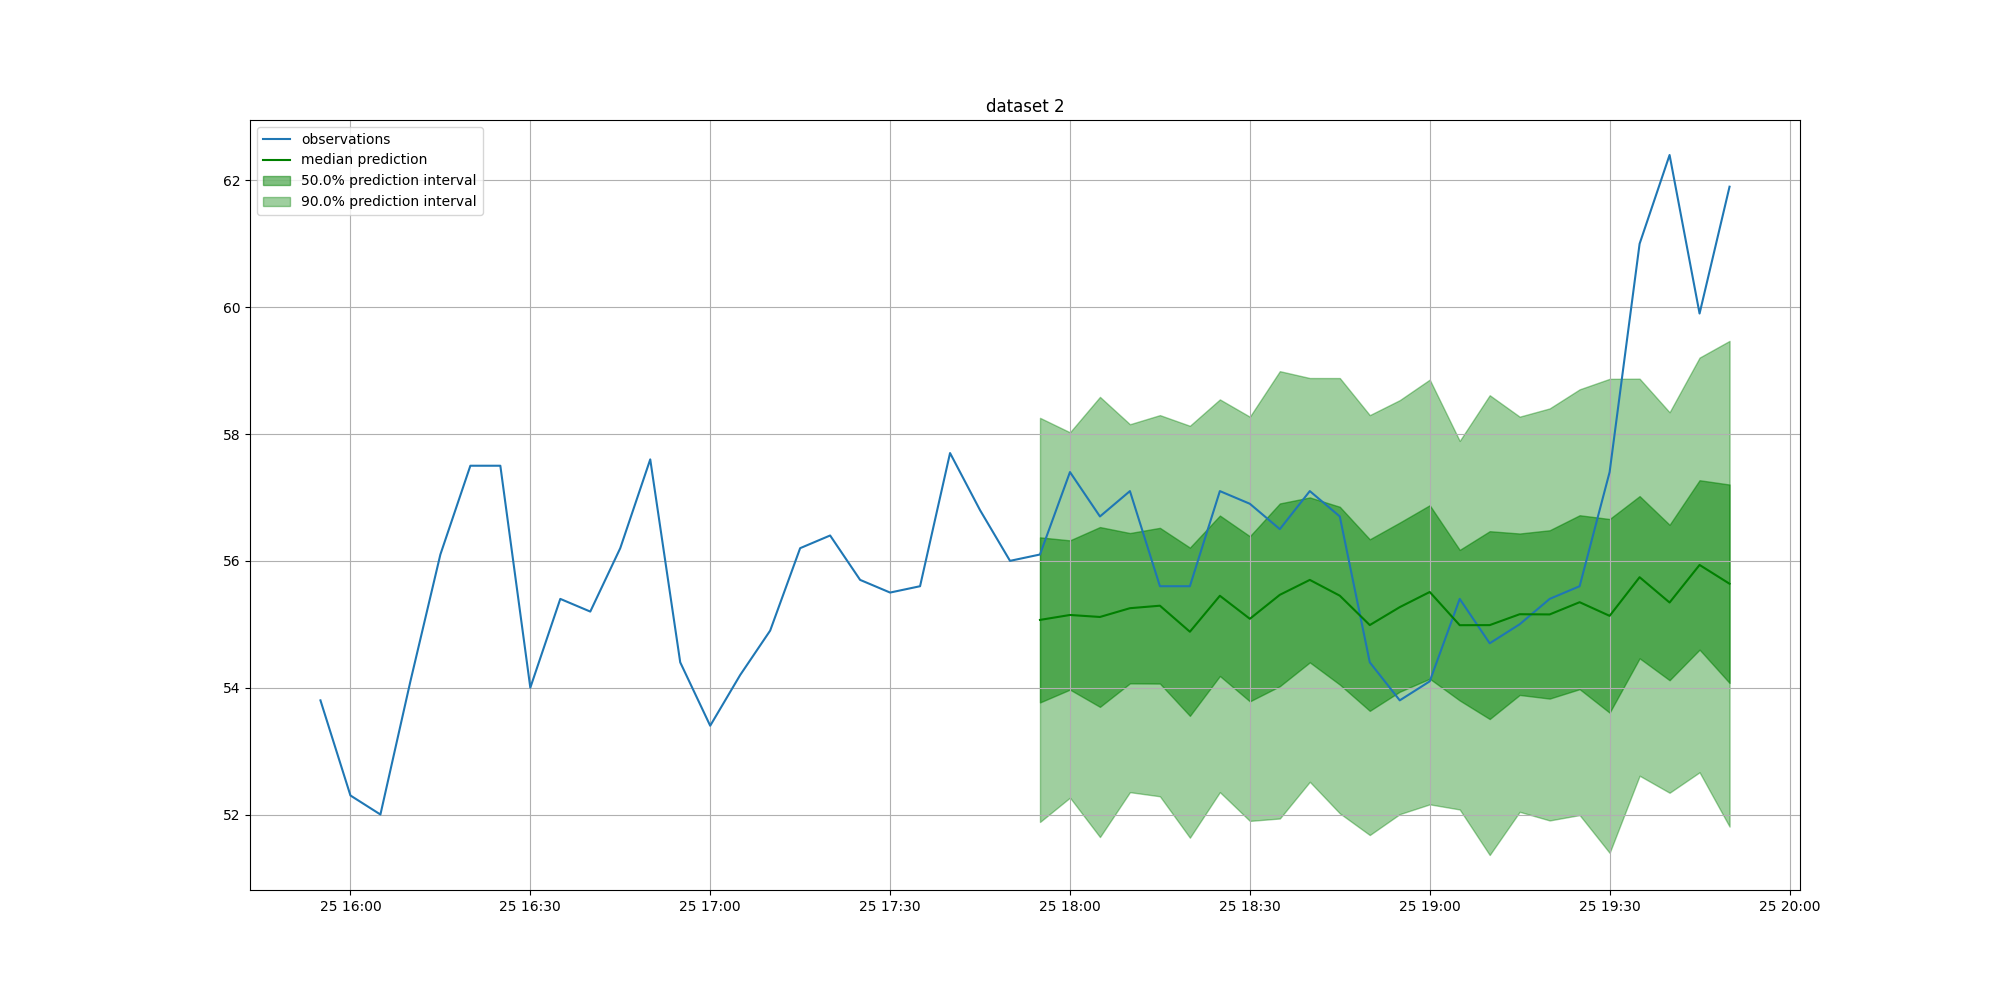 dataset 2
observations
median prediction
50.0% prediction interval
90.0% prediction interval
62
60
58
56
54
52
25 16:00 25 16:30 25 17:00 25 17:30 25 18:00 25 18:30 25 19:00 25 19:30 25 20:00